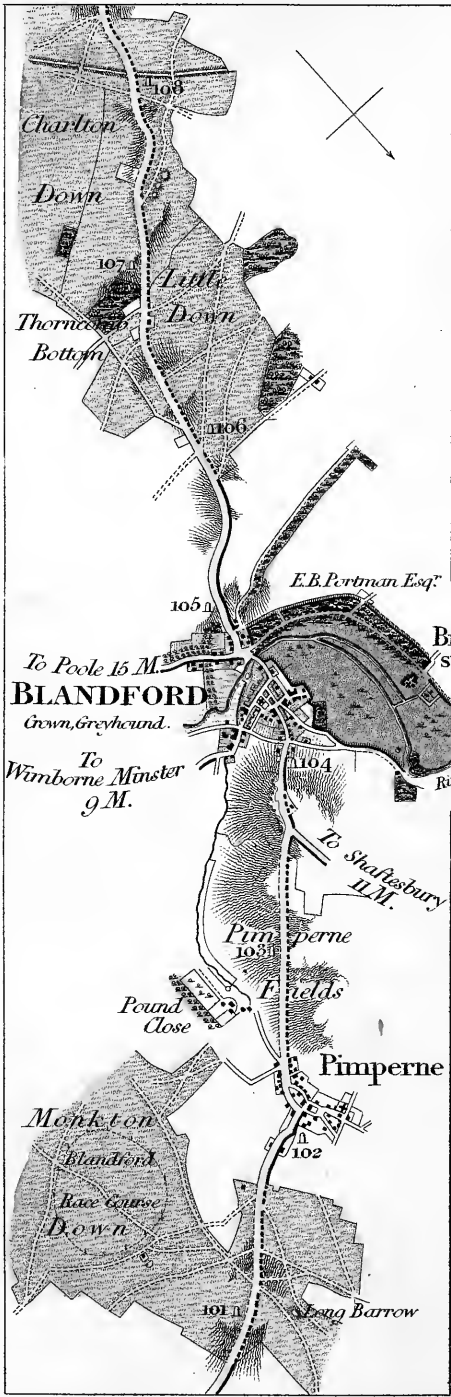 108
Charlton
Down
107
Little
Down
Thorncomb
Bottom
106
E.B.Portman Esqr.
105
To Poole 15 M.
BLANDFORD
Crown, Greyhound.
To
Wimborne Minster
9 M.
104
To Shaftesbury
11 M.
Pimperne
103
Fields
Pound
Close
Pimperne
Monkton
Blandford
102
Race Course
Down
101
Long Barrow